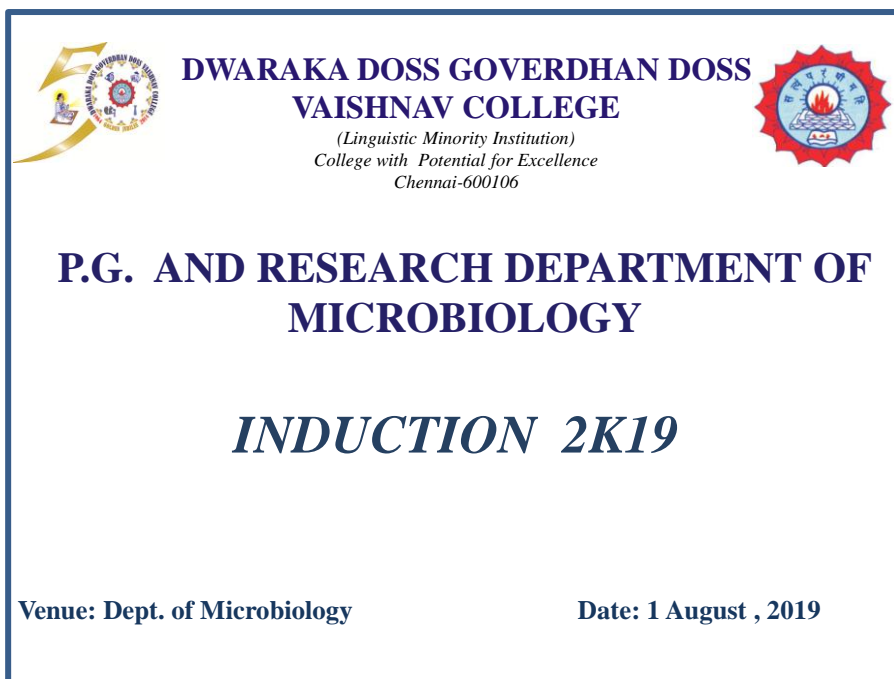 DWARAKA DOSS GOVERDHAN DOSS
VAISHNAV COLLEGE
(Linguistic Minority Institution)
College with Potential for Excellence
Chennai-600106
P.G. AND RESEARCH DEPARTMENT OF
MICROBIOLOGY
INDUCTION 2K19
Venue: Dept. of Microbiology
Date: 1 August , 2019